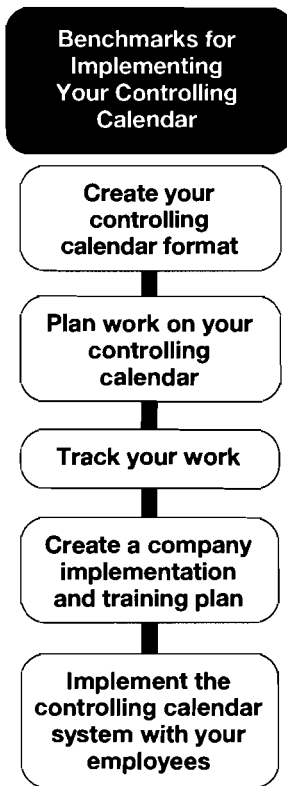 Benchmarks for
Implementing
Your Controlling
Calendar
Create your
controlling
calendar format
Plan work on your
controlling
calendar
Track your work
Create a company
implementation
and training plan
Implement the
controlling calendar
system with your
employees